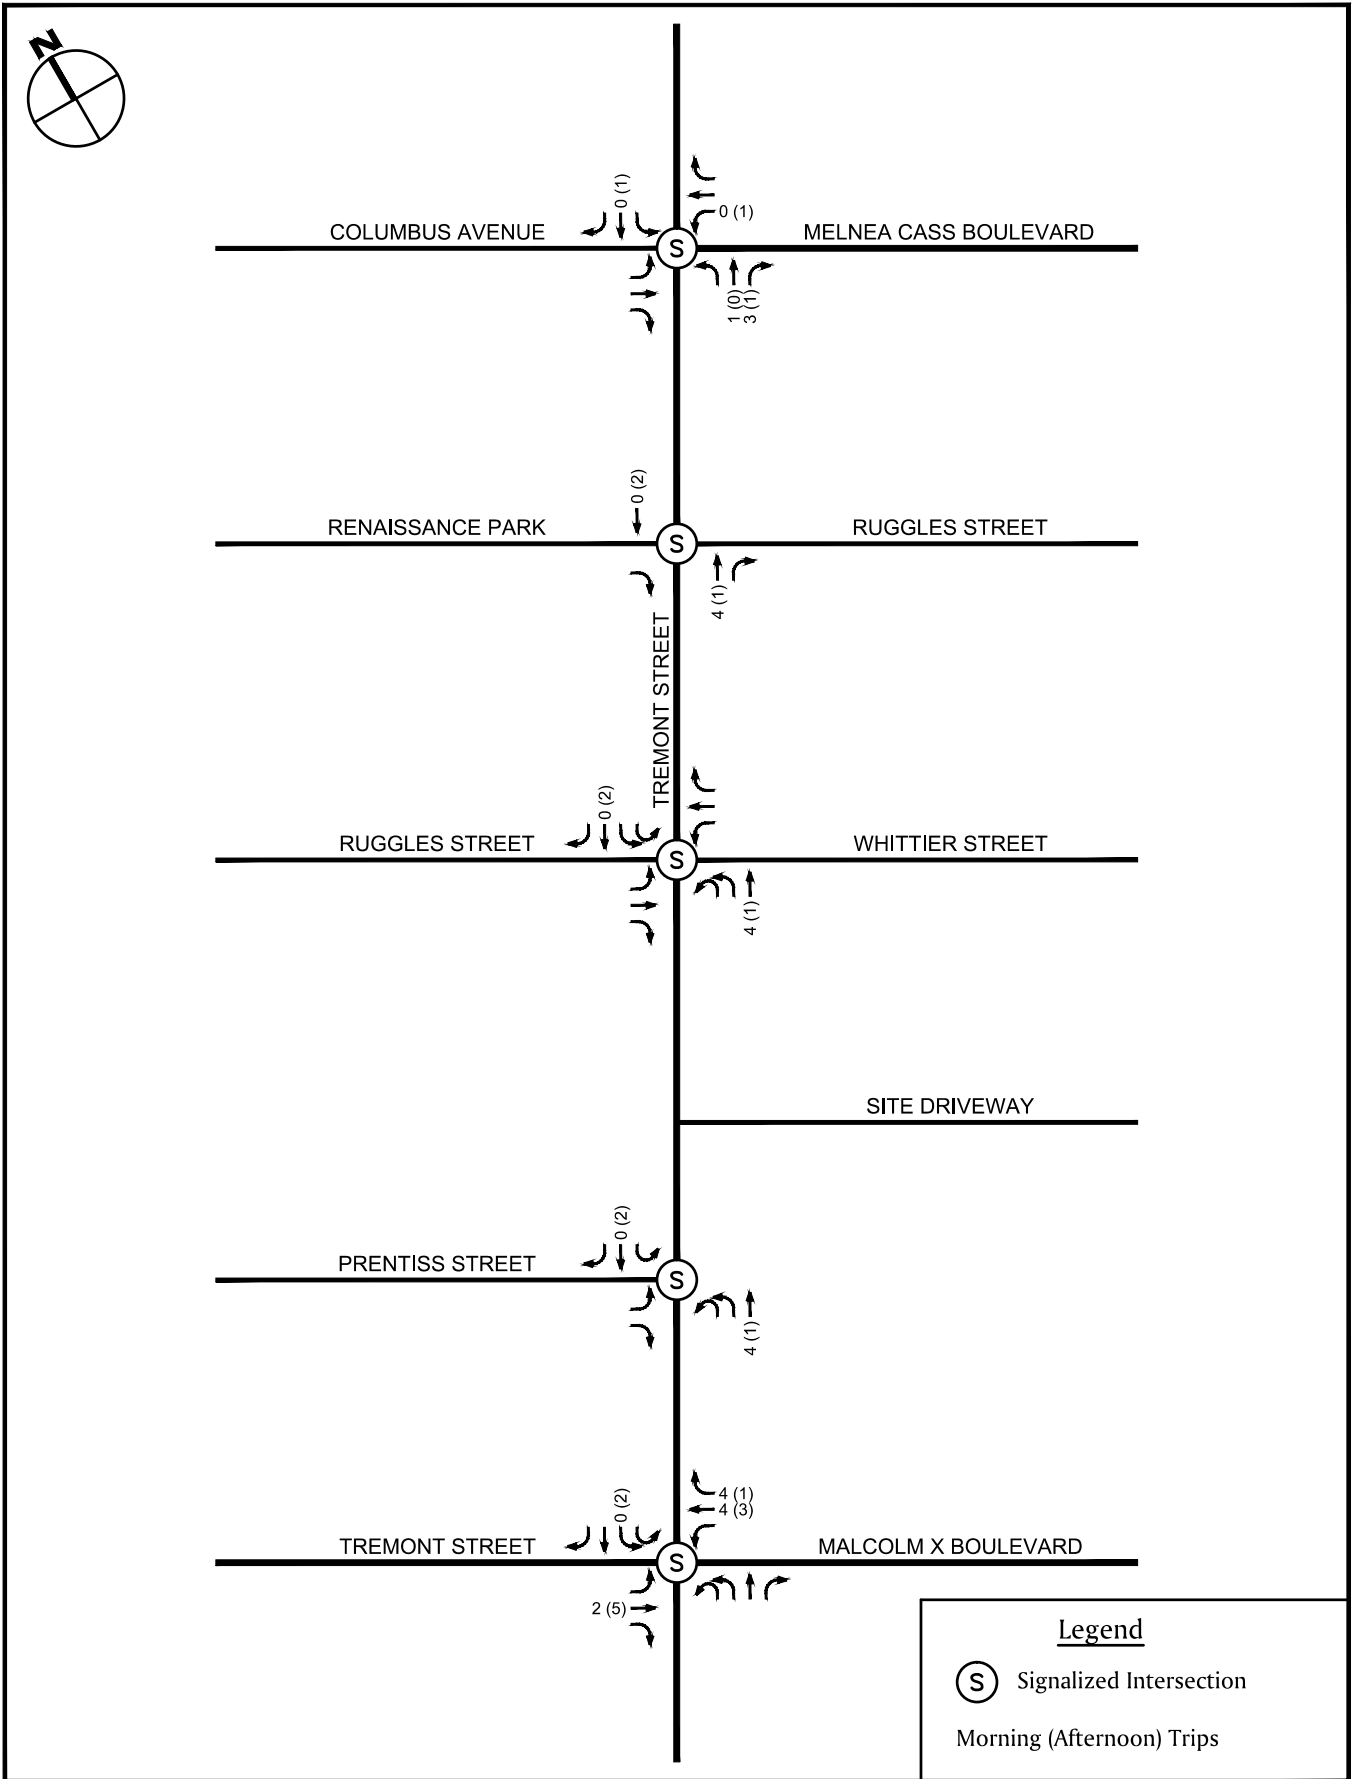 N
0 (1)
0 (1)
COLUMBUS AVENUE
MELNEA CASS BOULEVARD
S
1 (0)
3 (1)
0 (2)
RENAISSANCE PARK
RUGGLES STREET
S
4 (1)
TREMONT STREET
0 (2)
RUGGLES STREET
WHITTIER STREET
S
4 (1)
SITE DRIVEWAY
0 (2)
PRENTISS STREET
S
4 (1)
0 (2)
4 (1)
4 (3)
TREMONT STREET
MALCOLM X BOULEVARD
S
2 (5)
Legend
S Signalized Intersection
Morning (Afternoon) Trips